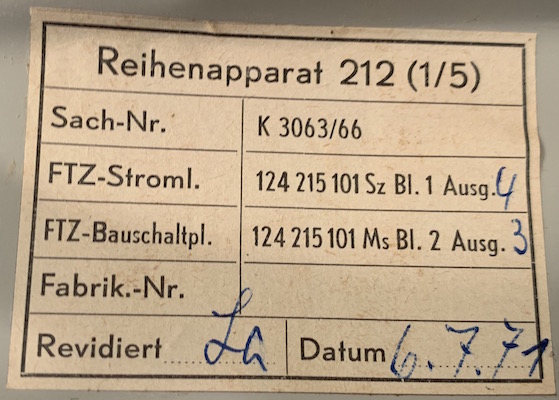 Reihenapparat 212 (1/5)
Sach-Nr. K 3063/66
FTZ-Stroml. 124 215 101 Sz Bl. 1 Ausg. 4
FTZ-Bauschaltpl. 124 215 101 Ms Bl. 2 Ausg. 3
Fabrik.-Nr.
Revidiert La Datum 6.7.71